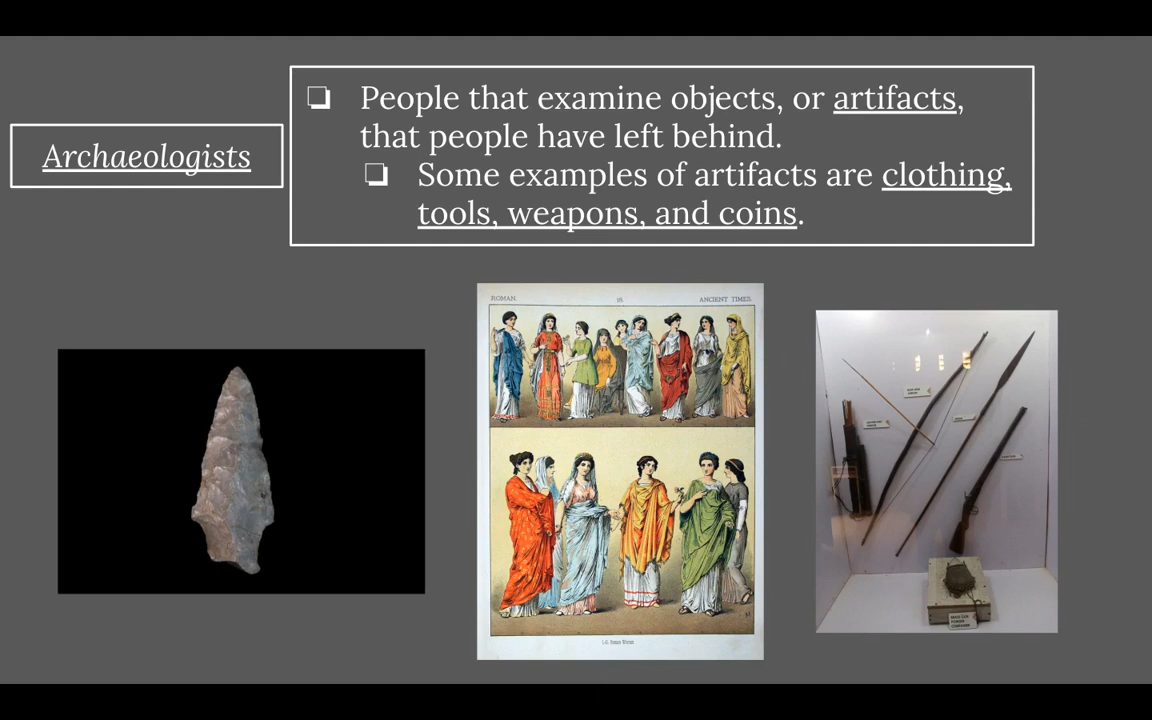 Archaeologists
People that examine objects, or artifacts,
that people have left behind.
Some examples of artifacts are clothing,
tools, weapons, and coins.
ROMAN.
ANCIENT TIMES.